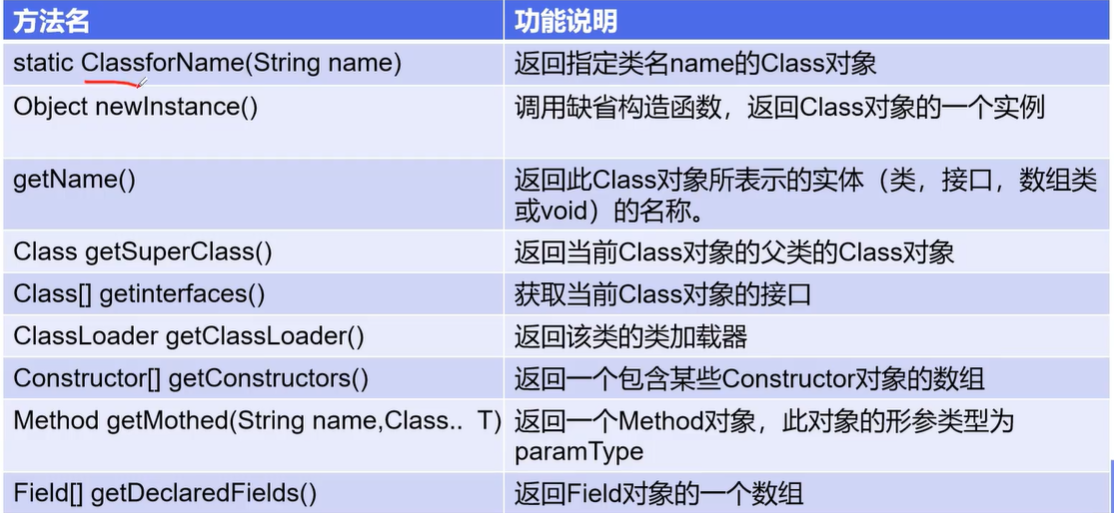 方法名 功能说明
static ClassforName(String name) 返回指定类名name的Class对象
Object newInstance() 调用缺省构造函数，返回Class对象的一个实例
getName() 返回此Class对象所表示的实体（类，接口，数组类
或void）的名称。
Class getSuperClass() 返回当前Class对象的父类的Class对象
Class[] getinterfaces() 获取当前Class对象的接口
ClassLoader getClassLoader() 返回该类的类加载器
Constructor[] getConstructors() 返回一个包含某些Constructor对象的数组
Method getMothed(String name,Class.. T) 返回一个Method对象，此对象的形参类型为
paramType
Field[] getDeclaredFields() 返回Field对象的一个数组